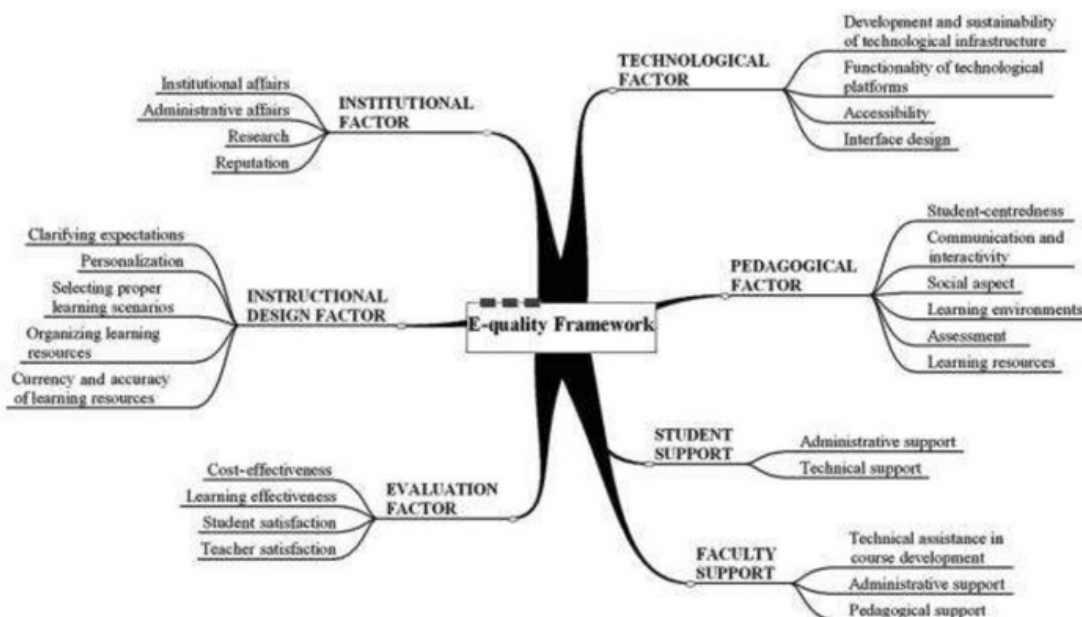 Institutional affairs
Administrative affairs
Research
Reputation
INSTITUTIONAL
FACTOR
TECHNOLOGICAL
FACTOR
Development and sustainability
of technological infrastructure
Functionality of technological
platforms
Accessibility
Interface design
Clarifying expectations
Personalization
Selecting proper
learning scenarios
Organizing learning
resources
Currency and accuracy
of learning resources
INSTRUCTIONAL
DESIGN FACTOR
E-quality Framework
PEDAGOGICAL
FACTOR
Student-centredness
Communication and
interactivity
Social aspect
Learning environments
Assessment
Learning resources
Cost-effectiveness
Learning effectiveness
Student satisfaction
Teacher satisfaction
EVALUATION
FACTOR
STUDENT
SUPPORT
Administrative support
Technical support
FACULTY
SUPPORT
Technical assistance in
course development
Administrative support
Pedagogical support